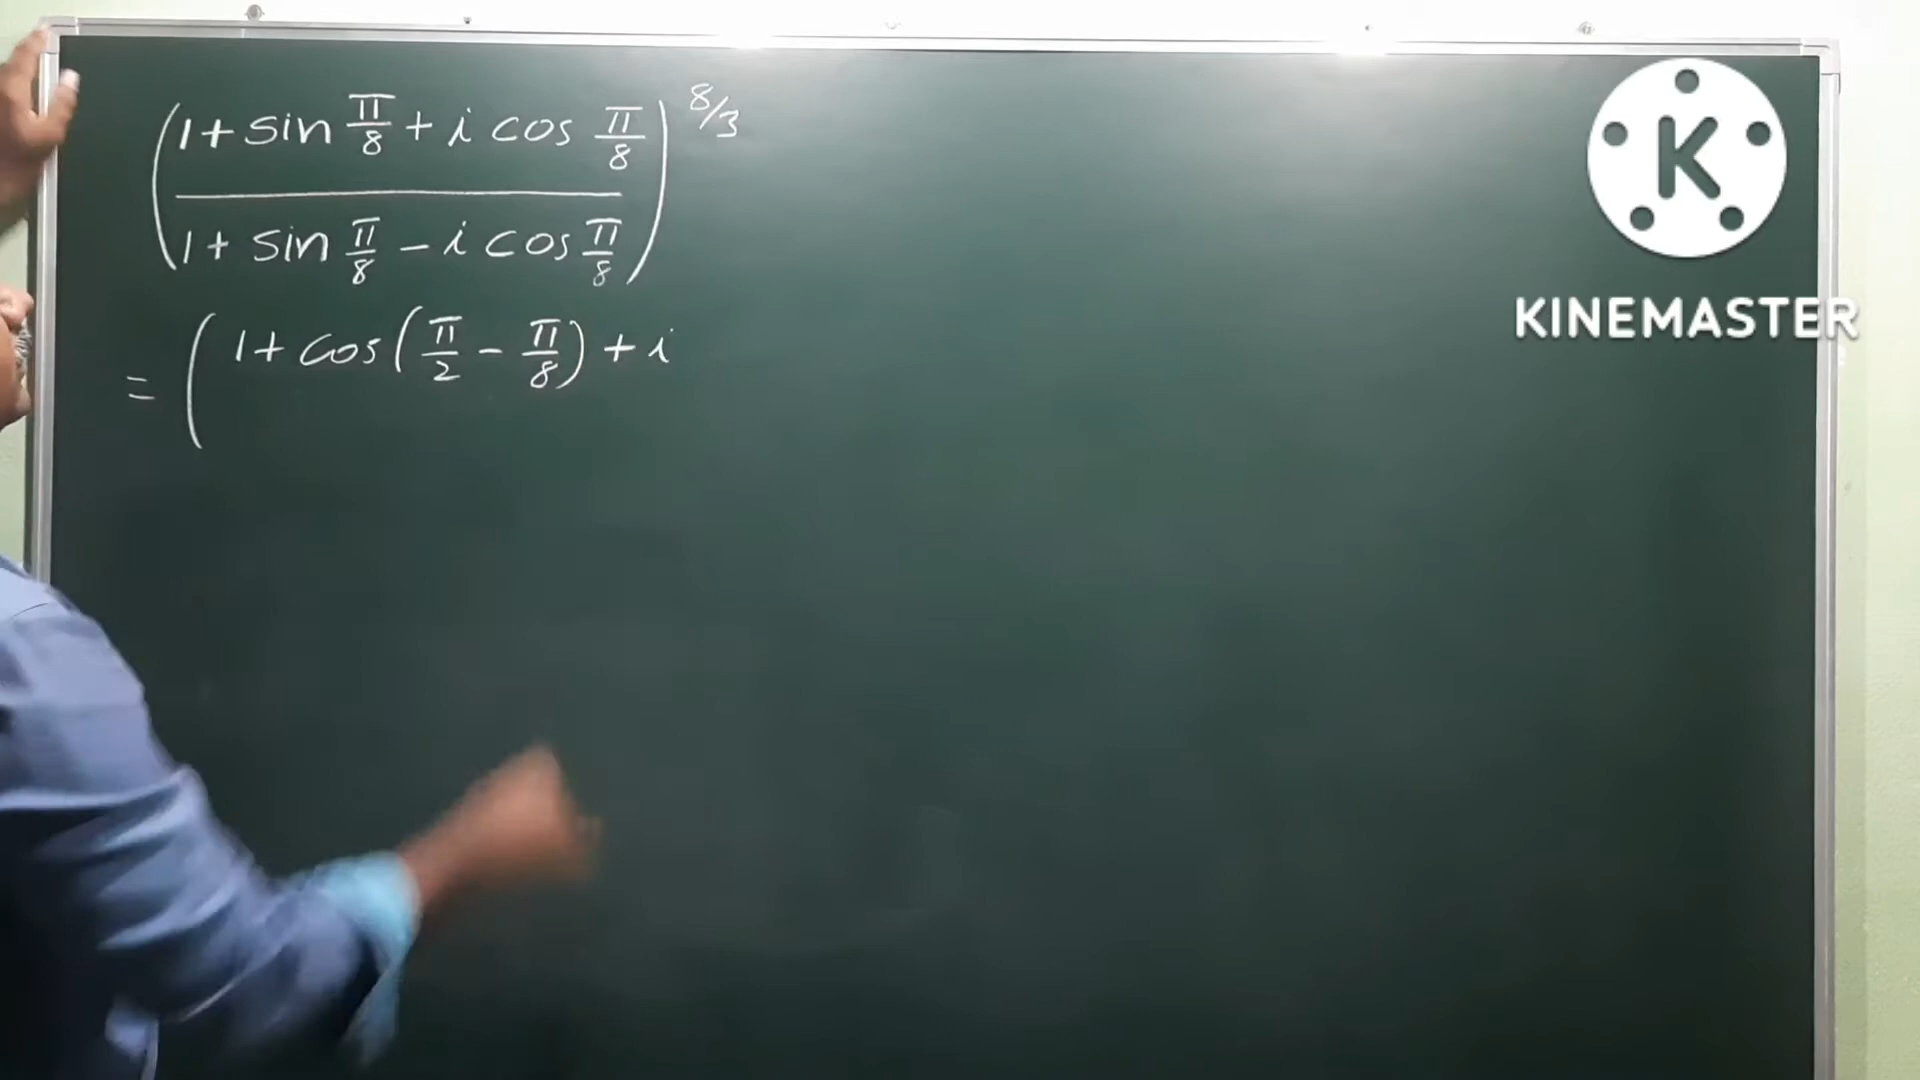 (1 + sin π/8 + i cos π/8)^8/3
(1 + sin π/8 - i cos π/8)
= (1 + cos(π/2 - π/8) + i
K
KINEMASTER